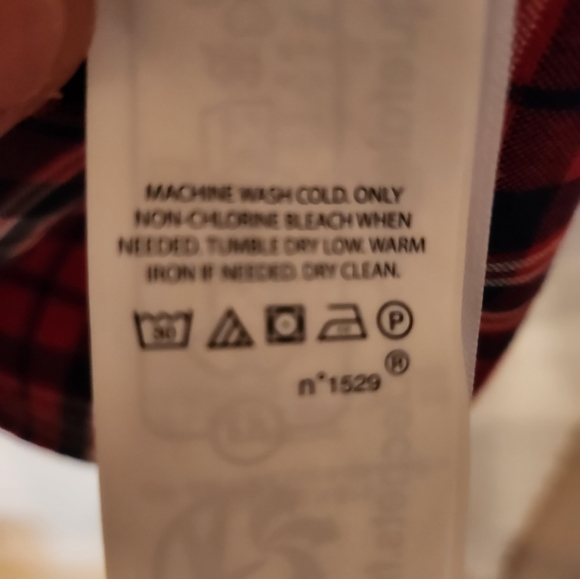 MACHINE WASH COLD. ONLY
NON-CHLORINE BLEACH WHEN
NEEDED. TUMBLE DRY LOW. WARM
IRON IF NEEDED. DRY CLEAN.
30
P
n°1529 ®